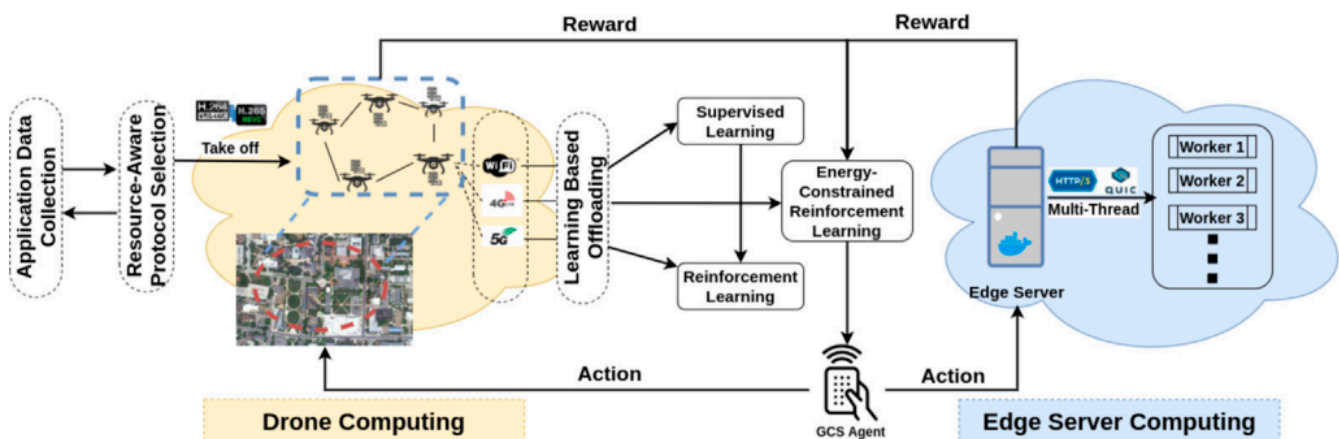 Reward
Reward
Application Data
Collection
Resource-Aware
Protocol Selection
H.264
H.265
HEVC
Take off
WiFi
4G
5G
Learning Based
Offloading
Supervised
Learning
Energy-
Constrained
Reinforcement
Learning
Reinforcement
Learning
HTTP/3
QUIC
Multi-Thread
Edge Server
Worker 1
Worker 2
Worker 3
Action
Action
GCS Agent
Drone Computing
Edge Server Computing